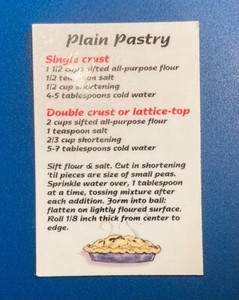 Plain Pastry
Single crust
1 1/2 cups sifted all-purpose flour
1/2 teaspoon salt
1/2 cup shortening
4-5 tablespoons cold water
Double crust or lattice-top
2 cups sifted all-purpose flour
1 teaspoon salt
2/3 cup shortening
5-7 tablespoons cold water
Sift flour & salt. Cut in shortening
'til pieces are size of small peas.
Sprinkle water over, 1 tablespoon
at a time, tossing mixture after
each addition. Form into ball:
flatten on lightly floured surface.
Roll 1/8 inch thick from center to
edge.